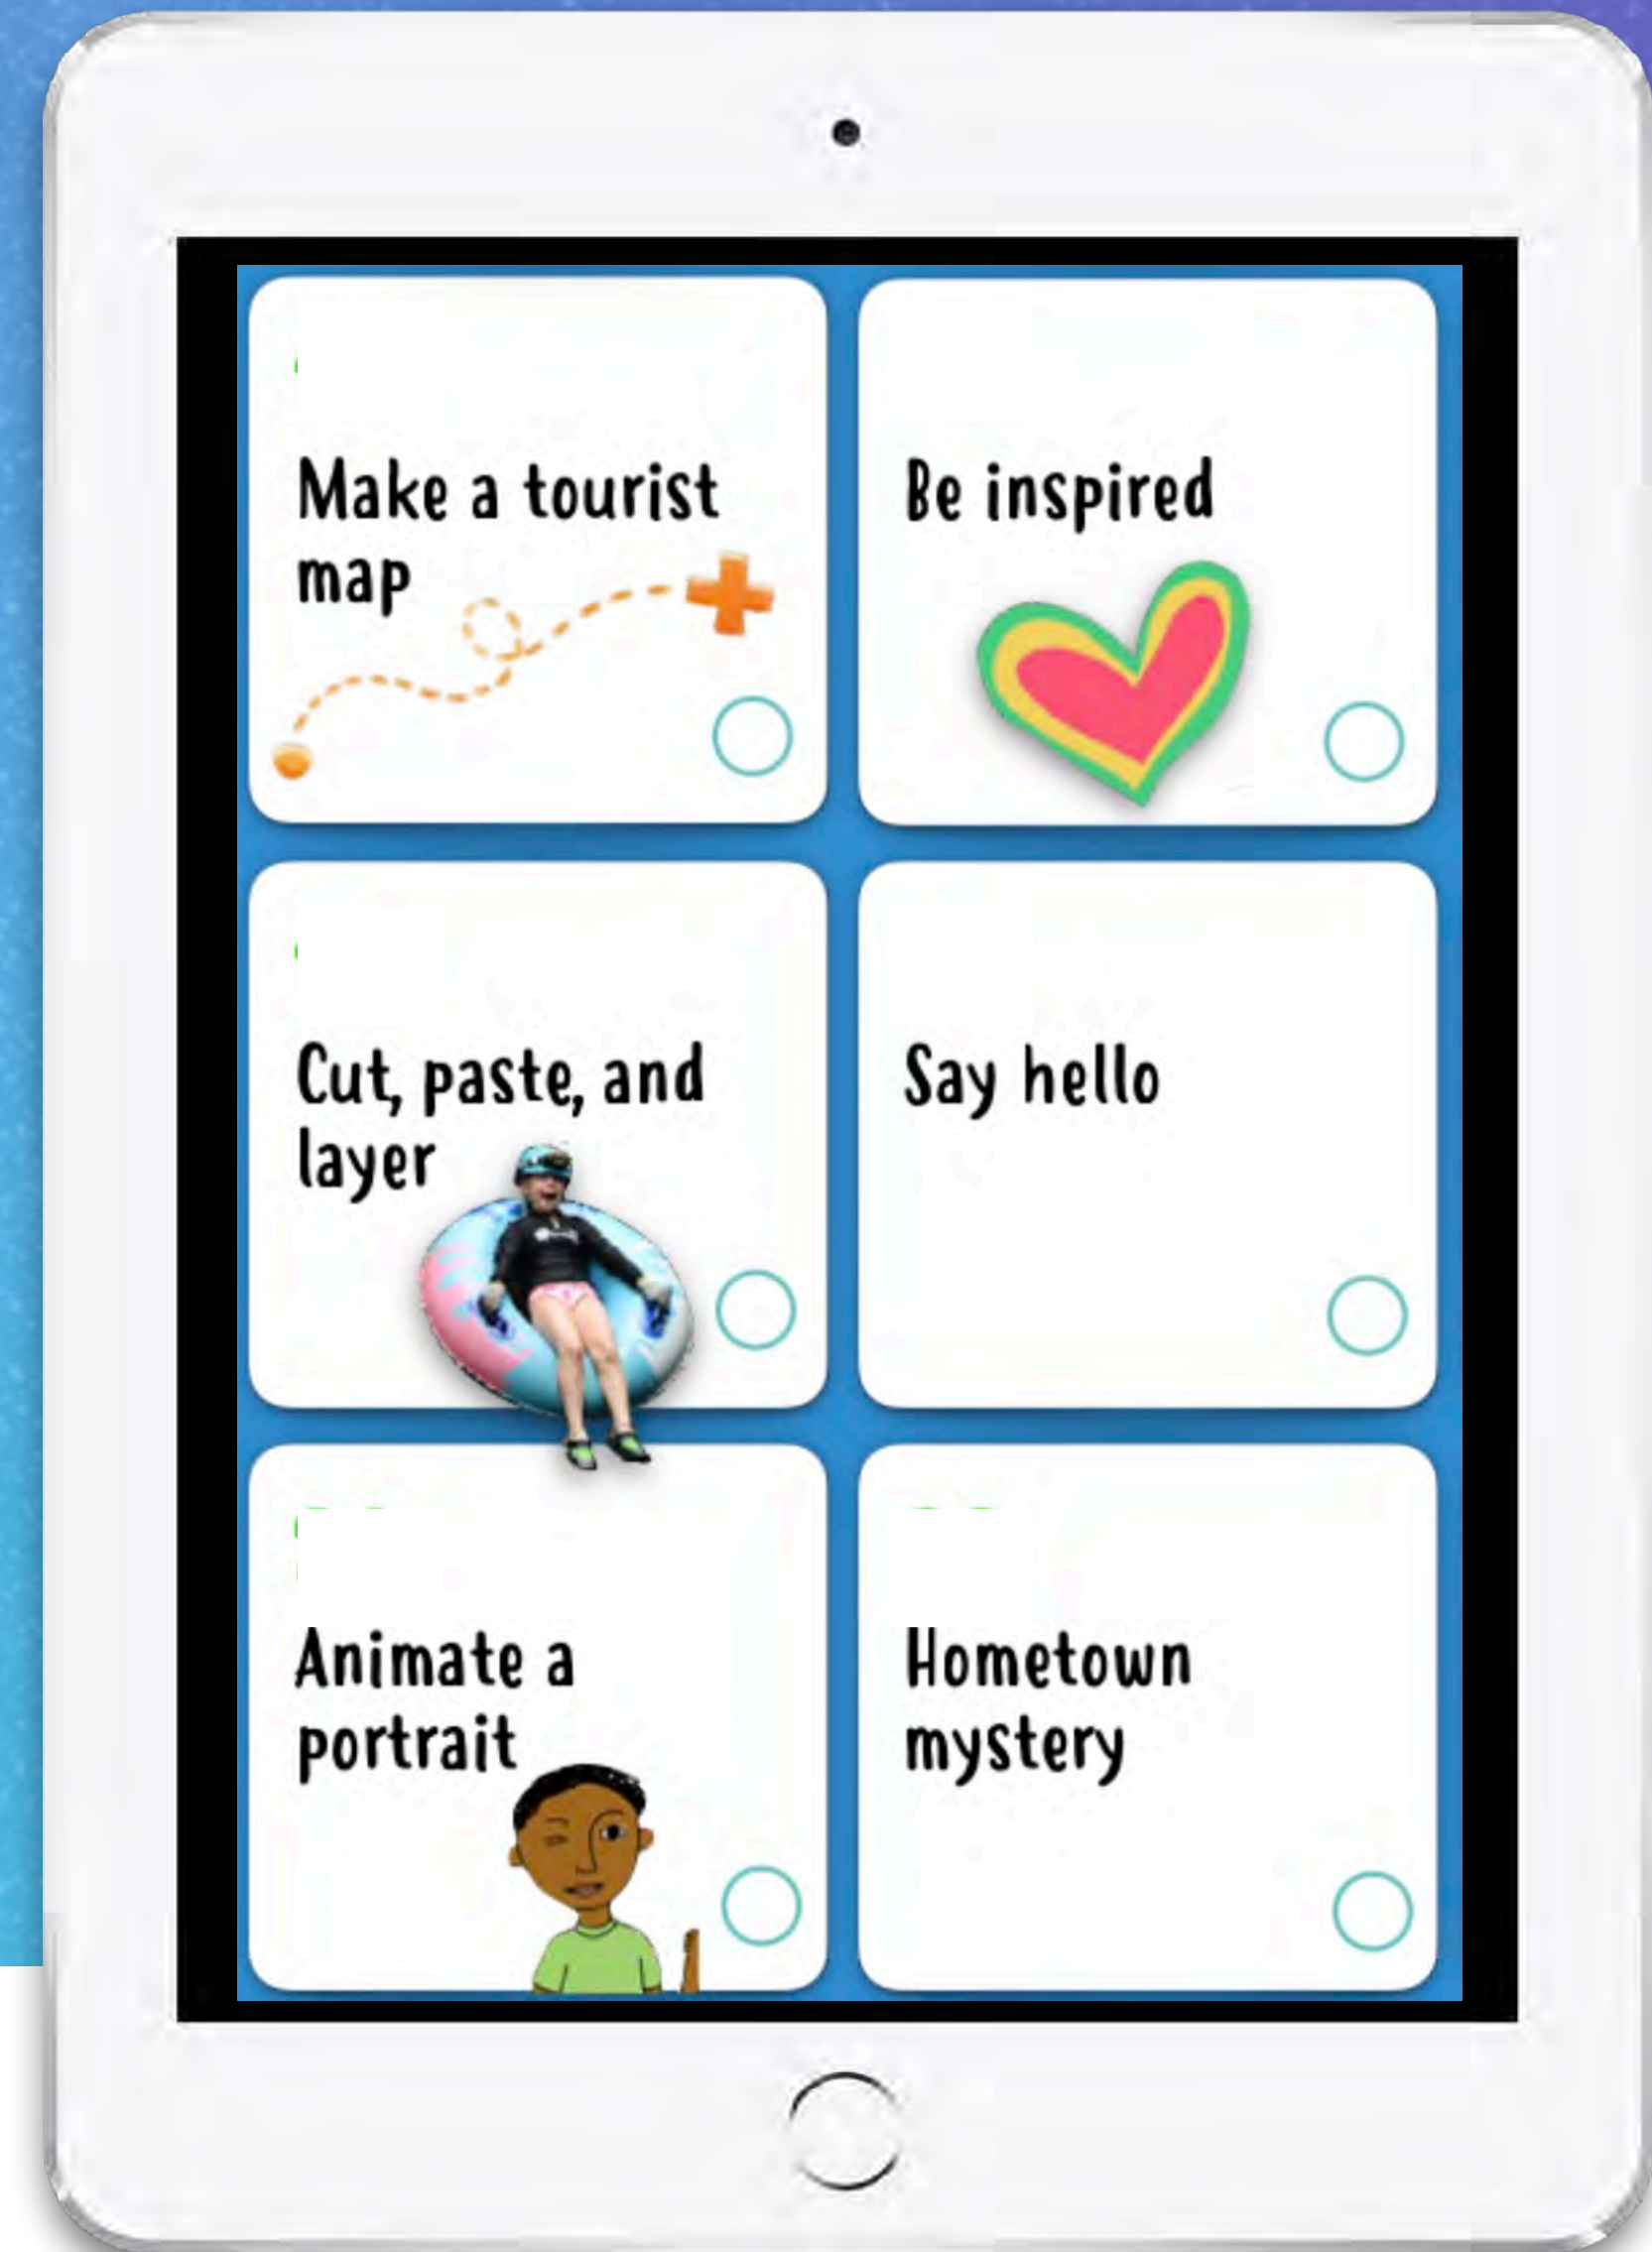 Make a tourist
map
Be inspired
Cut, paste, and
layer
Say hello
Animate a
portrait
Hometown
mystery